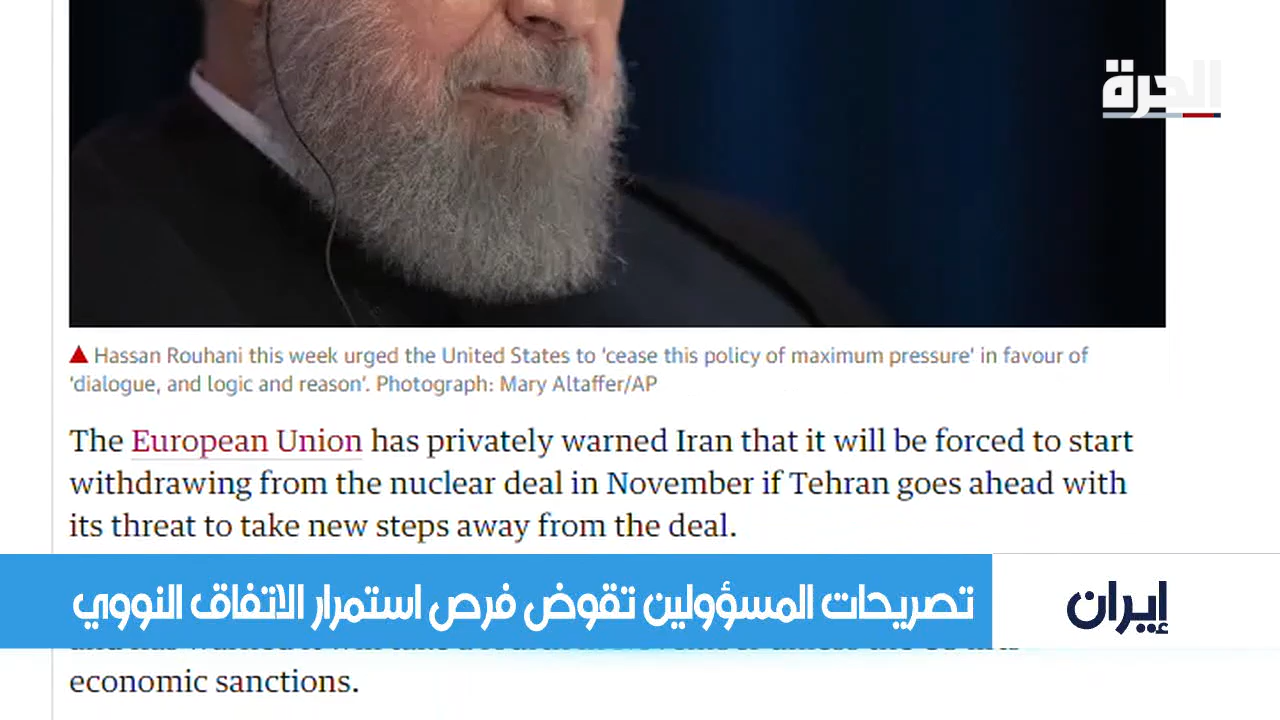 الحرة
▲ Hassan Rouhani this week urged the United States to 'cease this policy of maximum pressure' in favour of
'dialogue, and logic and reason'. Photograph: Mary Altaffer/AP
The European Union has privately warned Iran that it will be forced to start
withdrawing from the nuclear deal in November if Tehran goes ahead with
its threat to take new steps away from the deal.
إيران
تصريحات المسؤولين تقوض فرص استمرار الاتفاق النووي
economic sanctions.